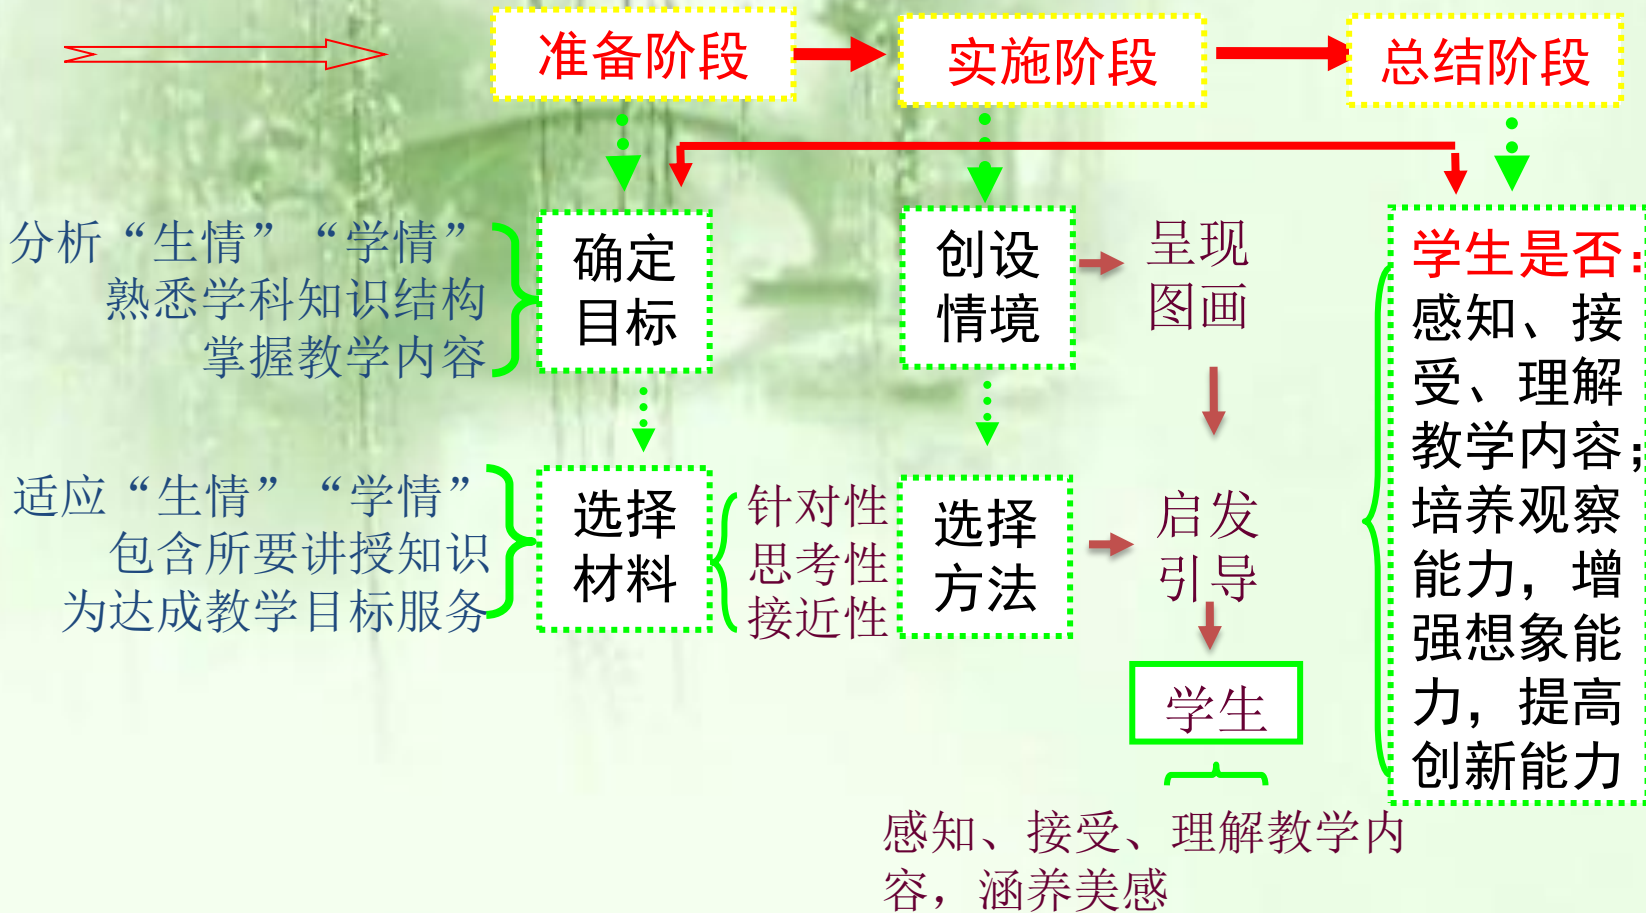 准备阶段
实施阶段
总结阶段
分析“生情”“学情”
熟悉学科知识结构
掌握教学内容
确定
目标
创设
情境
呈现
图画
适应“生情”“学情”
包含所要讲授知识
为达成教学目标服务
选择
材料
针对性
思考性
接近性
选择
方法
启发
引导
学生
感知、接受、理解教学内
容，涵养美感
学生是否：
感知、接
受、理解
教学内容；
培养观察
能力，增
强想象能
力，提高
创新能力